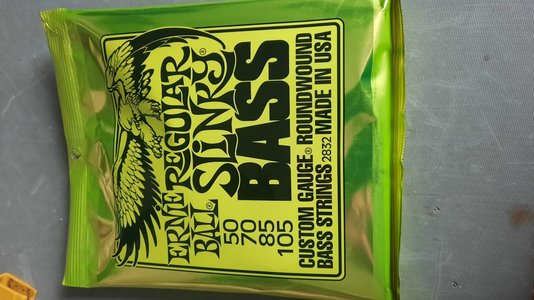 ERNIE BALL®
REGULAR
SLINKY®
BASS
50
70
85
105
CUSTOM GAUGE® ROUNDWOUND
BASS STRINGS 2832 MADE IN USA